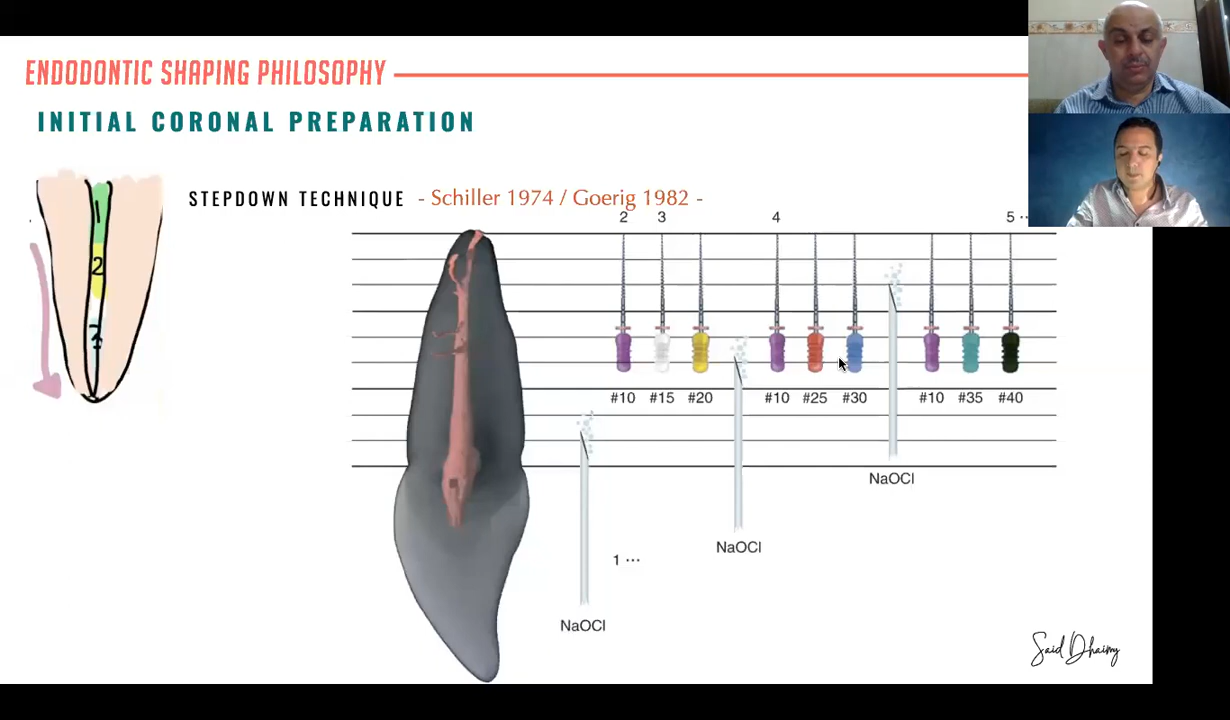 ENDODONTIC SHAPING PHILOSOPHY
INITIAL CORONAL PREPARATION
STEPDOWN TECHNIQUE - Schiller 1974 / Goerig 1982 -
2 3 4 5 ..
1
2
3
#10 #15 #20 #10 #25 #30 #10 #35 #40
NaOCl
NaOCl
1 ...
NaOCl
Said Dhaimy